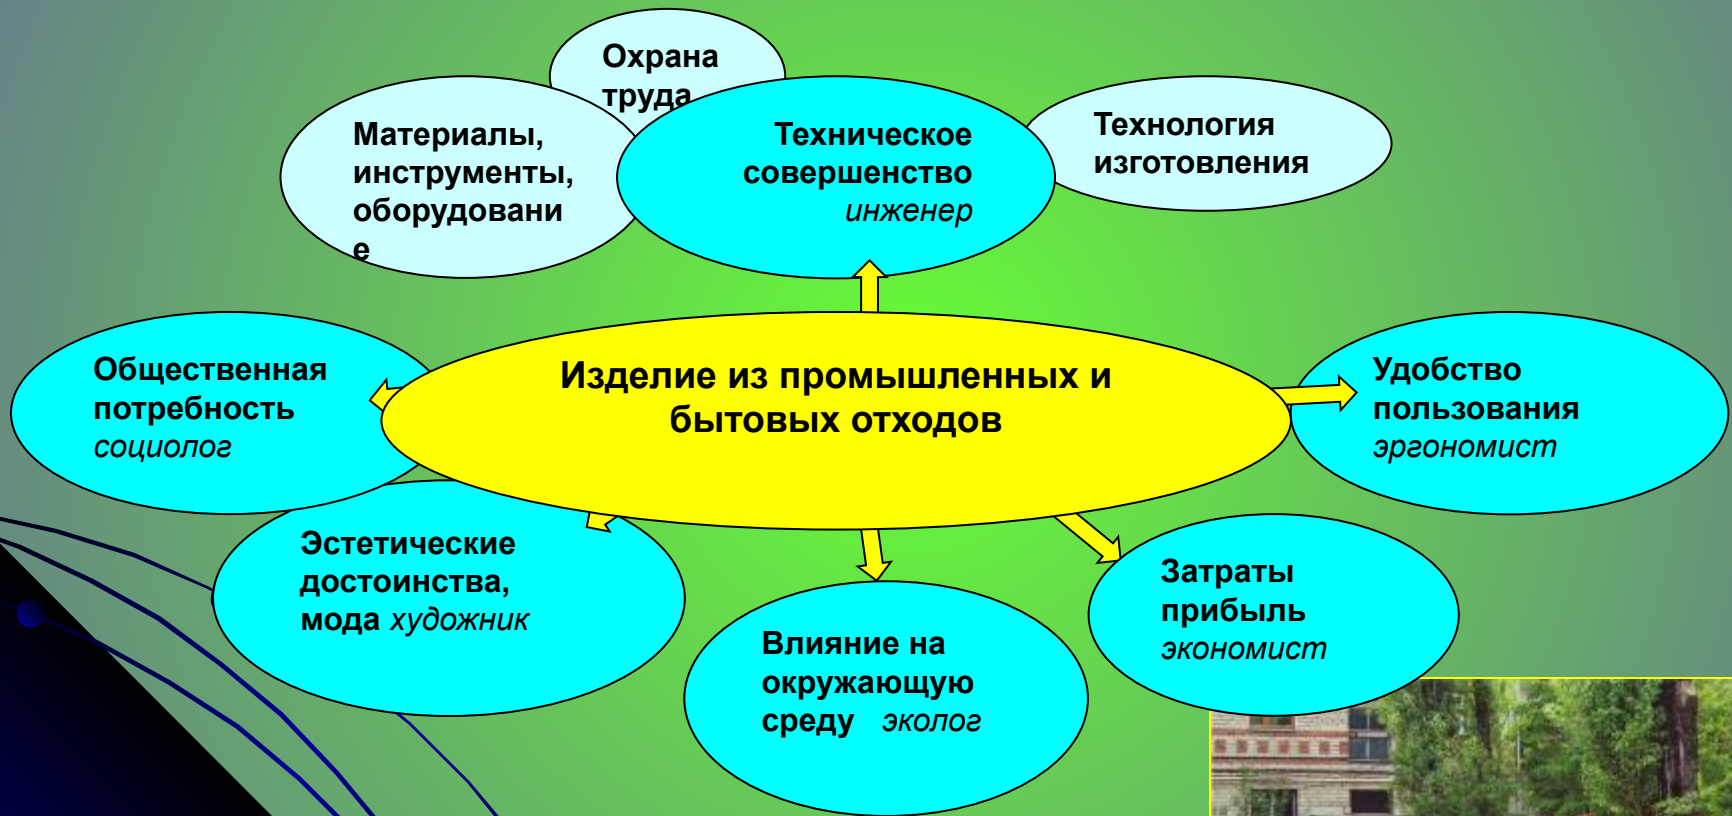 Охрана
труда
Материалы,
инструменты,
оборудовани
е
Техническое
совершенство
инженер
Технология
изготовления
Общественная
потребность
социолог
Изделие из промышленных и
бытовых отходов
Удобство
пользования
эргономист
Эстетические
достоинства,
мода художник
Влияние на
окружающую
среду эколог
Затраты
прибыль
экономист